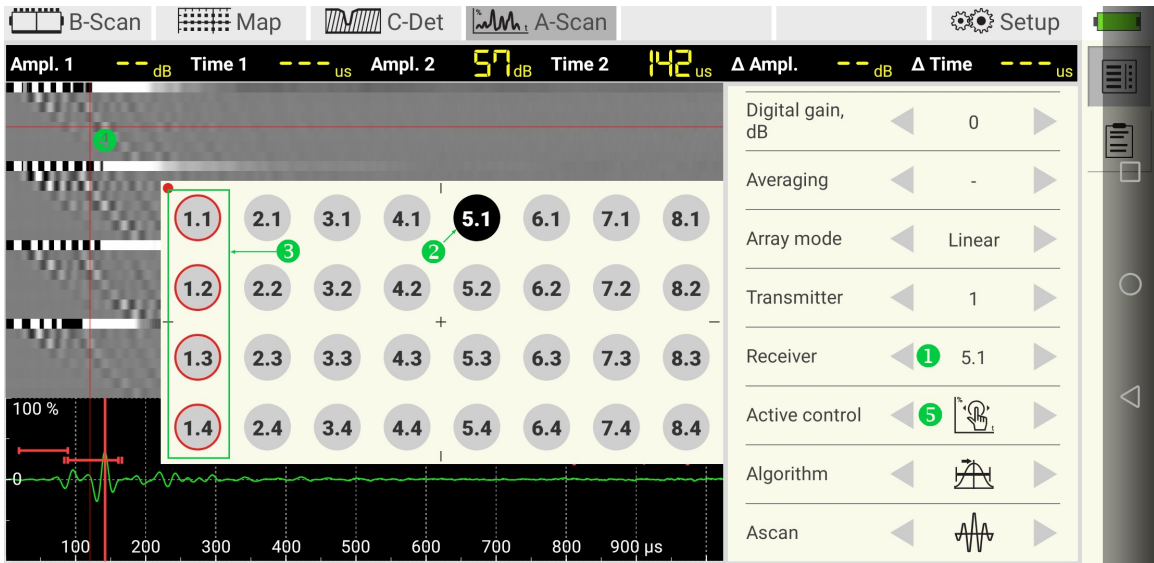 B-Scan Map C-Det A-Scan Setup
Ampl. 1 -- dB Time 1 --- us Ampl. 2 57 dB Time 2 142 us Δ Ampl. -- dB Δ Time --- us
Digital gain, dB 0
Averaging -
Array mode Linear
Transmitter 1
Receiver 1 5.1
Active control 5
Algorithm
Ascan
4
1.1 2.1 3.1 4.1 5.1 6.1 7.1 8.1
3 2
1.2 2.2 3.2 4.2 5.2 6.2 7.2 8.2
1.3 2.3 3.3 4.3 5.3 6.3 7.3 8.3
1.4 2.4 3.4 4.4 5.4 6.4 7.4 8.4
100 %
0
100 200 300 400 500 600 700 800 900 µs